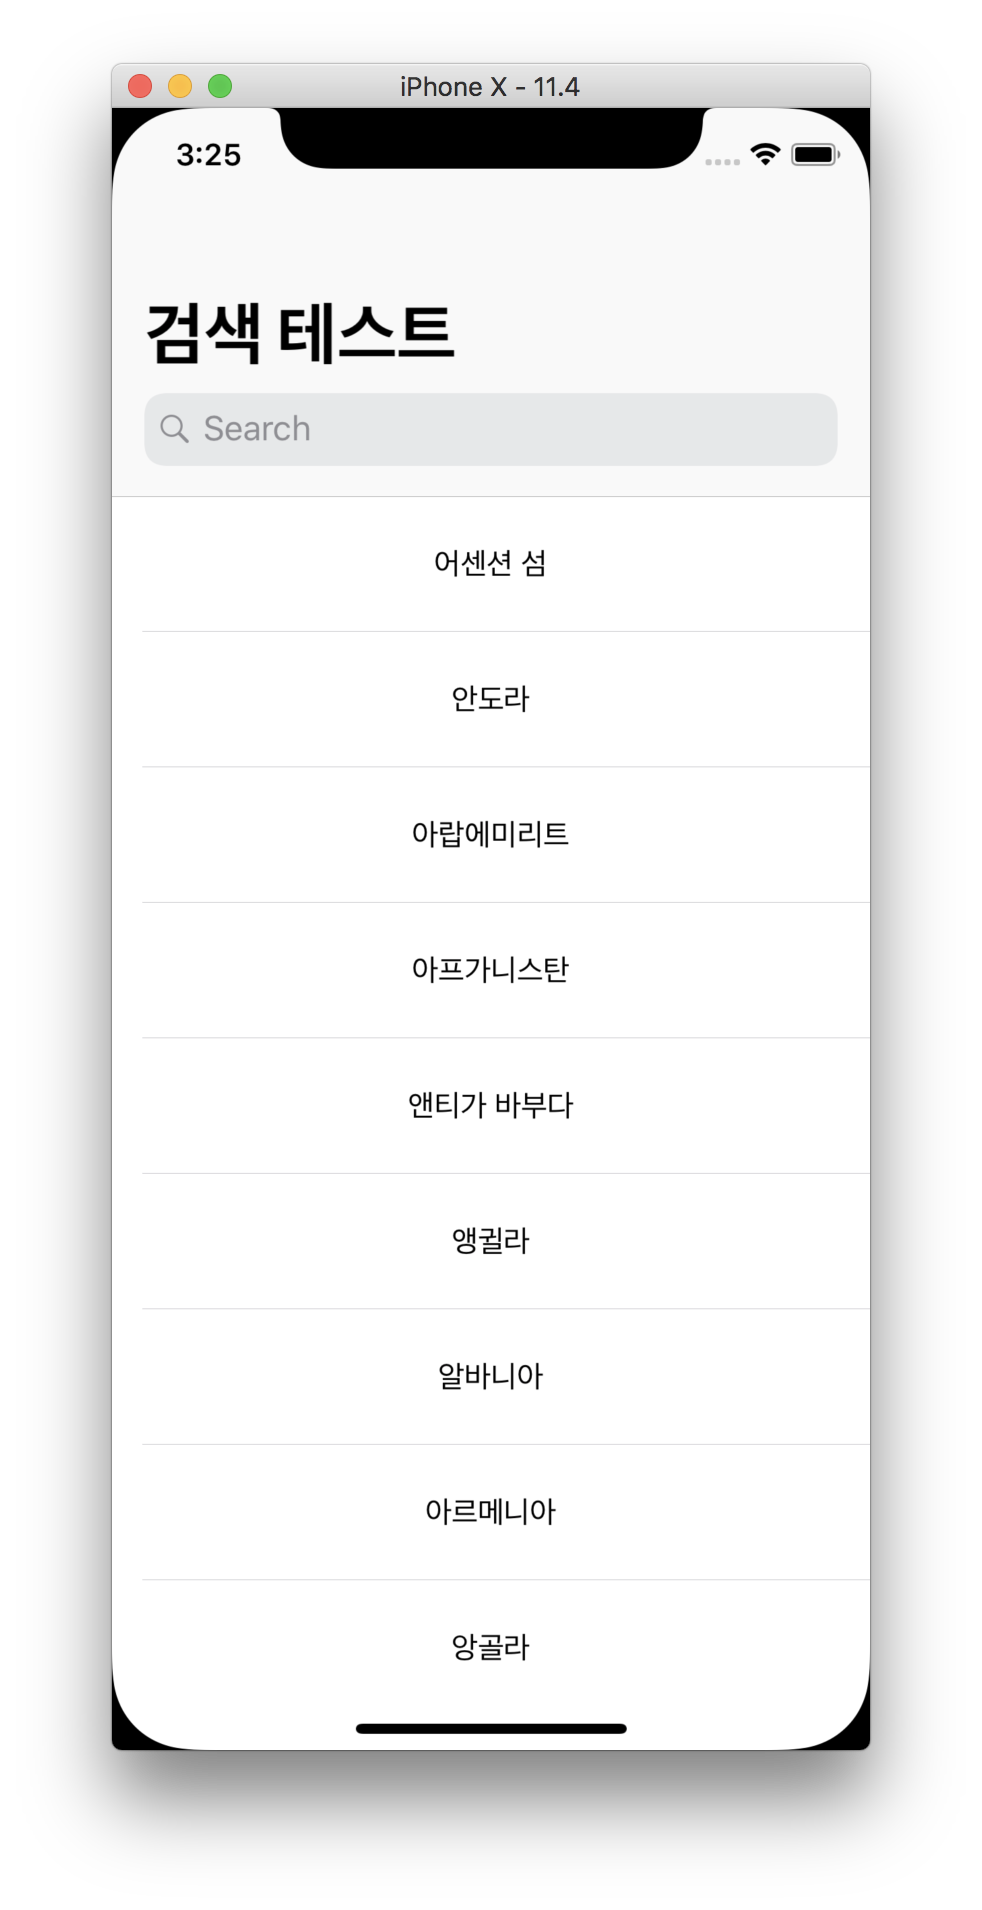 iPhone X - 11.4
3:25
검색 테스트
Search
어센션 섬
안도라
아랍에미리트
아프가니스탄
앤티가 바부다
앵귈라
알바니아
아르메니아
앙골라